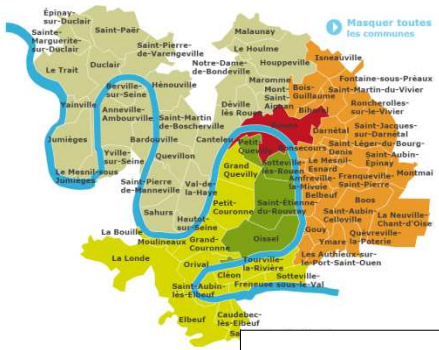 Épinay-
sur-Duclair
Sainte-
Marguerite-
sur-Duclair
Saint-Paër
Le Trait
Duclair
Saint-Pierre-
de-Varengeville
Malaunay
Le Houlme
Houppeville
Notre-Dame-
de-Bondeville
Masquer toutes
les communes
Isneauville
Yainville
Berville-
sur-Seine
Hénouville
Maromme
Mont-
Saint-
Aignan
Bois-
Guillaume
Fontaine-sous-Préaux
Saint-Martin-du-Vivier
Roncherolles-
sur-le-Vivier
Anneville-
Ambourville
Saint-Martin
de-Boscherville
Déville
lès Rouen
Bihorel
Jumièges
Bardouville
Canteleu
Darnétal
Saint-Jacques-
sur-Darnétal
Saint-Léger-du-Bourg-
Denis
Saint-Aubin-
Épinay
Montmai
Yville-
sur-Seine
Quevillon
Petit-
Quevilly
Bonsecours
Le Mesnil-
Esnard
Le Mesnil-sous
Jumièges
Saint-Pierre
de-Manneville
Val-de-
la-Haye
Grand
Quevilly
Sotteville-
lès-Rouen
Amfreville-
la-Mivoie
Franqueville-
Saint-Pierre
Belbeuf
Boos
Sahurs
Hautot-
sur-Seine
Petit-
Couronne
Saint-Étienne-
du-Rouvray
Saint-Aubin-
Celloville
La Neuville-
Chant-d'Oise
La Bouille
Moulineaux
Grand-
Couronne
Oissel
Gouy
Ymare
Quévreville-
la-Poterie
La Londe
Orival
Tourville-
la-Rivière
Les Authieux-sur-
le-Port-Saint-Ouen
Cléon
Sotteville-
sous-le-Val
Freneuse
Saint-Aubin-
lès-Elbeuf
Elbeuf
Caudebec-
lès-Elbeuf
Sa